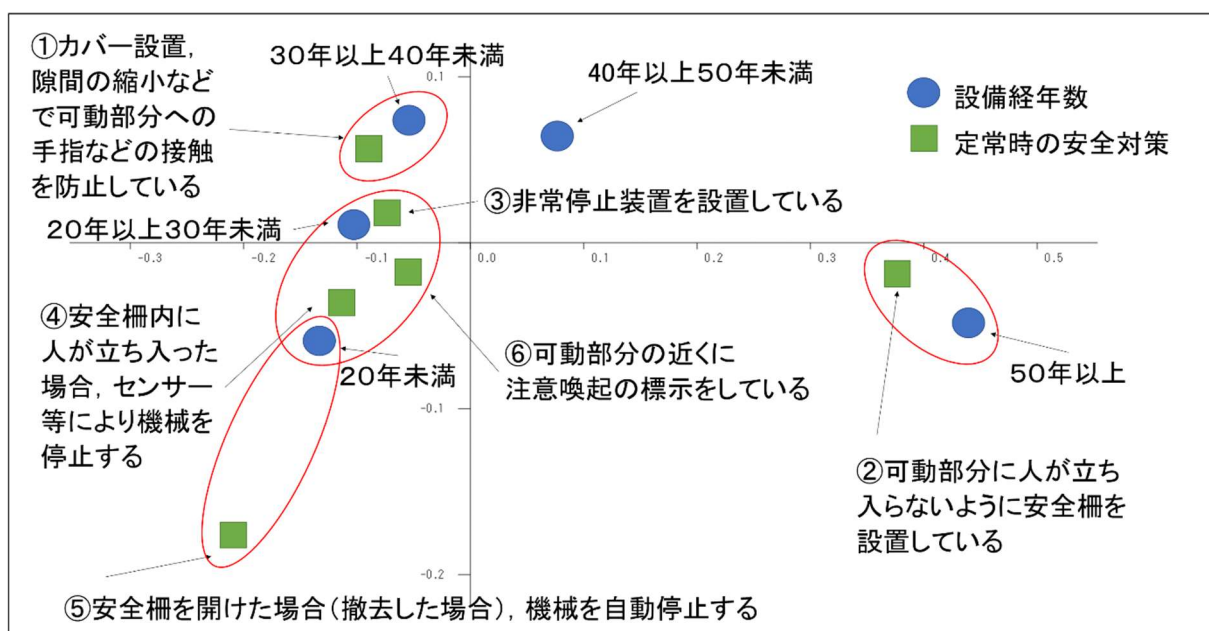 ①カバー設置,
隙間の縮小など
で可動部分への
手指などの接触
を防止している
30年以上40年未満
40年以上50年未満
設備経年数
定常時の安全対策
③非常停止装置を設置している
20年以上30年未満
0.1
-0.3
-0.2
-0.1
0.0
0.1
0.2
0.3
0.4
0.5
④安全柵内に
人が立ち入った
場合,センサー
等により機械を
停止する
20年未満
⑥可動部分の近くに
注意喚起の標示をしている
50年以上
-0.1
②可動部分に人が立ち
入らないように安全柵を
設置している
-0.2
⑤安全柵を開けた場合(撤去した場合),機械を自動停止する